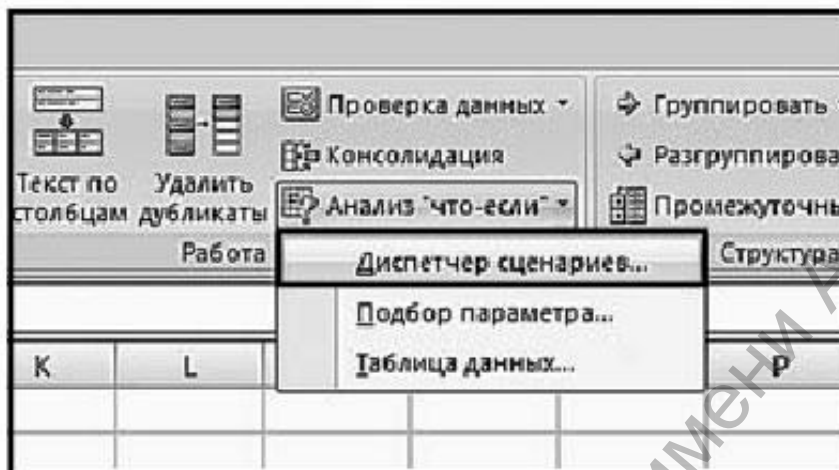 Текст по столбцам
Удалить дубликаты
Проверка данных
Консолидация
Анализ "что-если"
Группировать
Разгруппирова
Промежуточны
Работа
Структура
Диспетчер сценариев...
Подбор параметра...
Таблица данных...
K L P
имени А